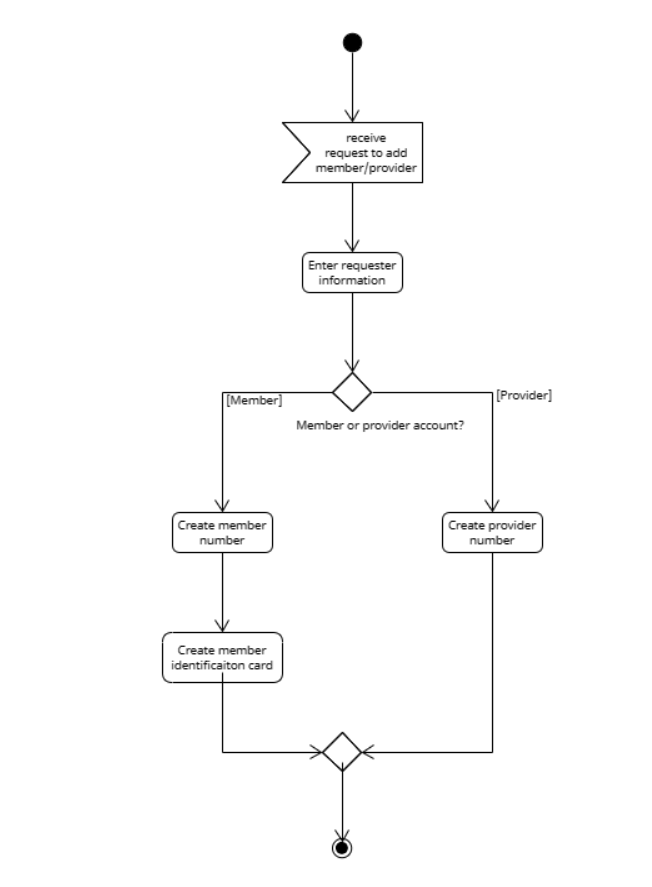 receive
request to add
member/provider
Enter requester
information
[Member]
[Provider]
Member or provider account?
Create member
number
Create provider
number
Create member
identificaiton card